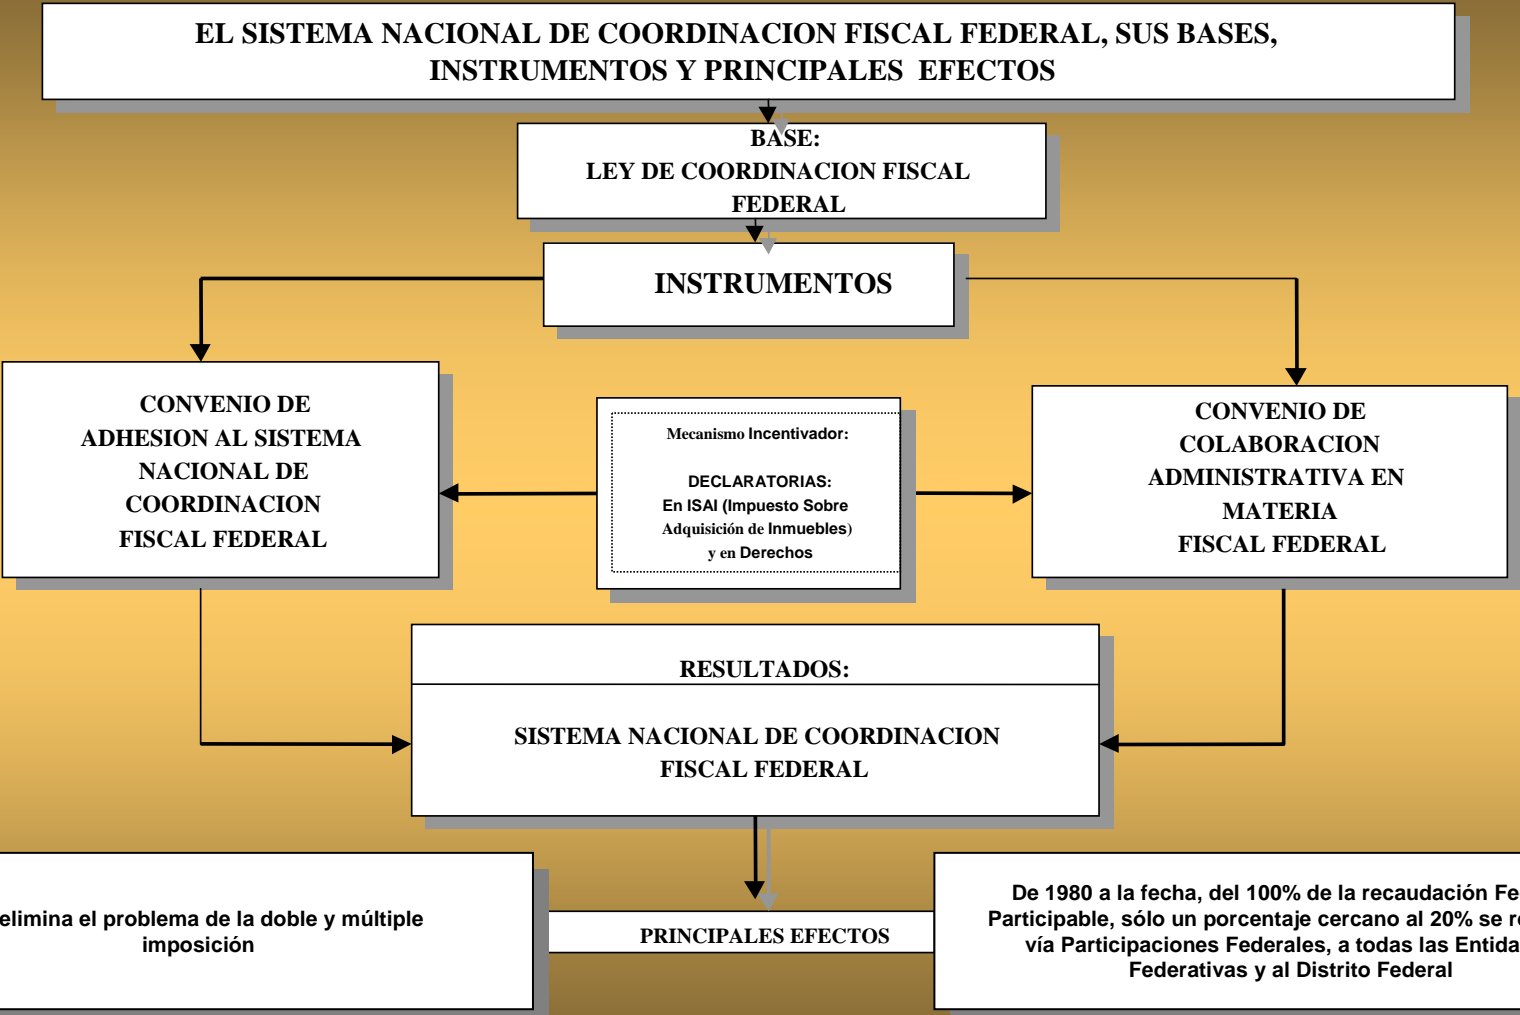 EL SISTEMA NACIONAL DE COORDINACION FISCAL FEDERAL, SUS BASES,
INSTRUMENTOS Y PRINCIPALES EFECTOS
BASE:
LEY DE COORDINACION FISCAL
FEDERAL
INSTRUMENTOS
CONVENIO DE
ADHESION AL SISTEMA
NACIONAL DE
COORDINACION
FISCAL FEDERAL
Mecanismo Incentivador:
DECLARATORIAS:
En ISAI (Impuesto Sobre
Adquisición de Inmuebles)
y en Derechos
CONVENIO DE
COLABORACION
ADMINISTRATIVA EN
MATERIA
FISCAL FEDERAL
RESULTADOS:
SISTEMA NACIONAL DE COORDINACION
FISCAL FEDERAL
elimina el problema de la doble y múltiple
imposición
PRINCIPALES EFECTOS
De 1980 a la fecha, del 100% de la recaudación
Participable, sólo un porcentaje cercano al 20% se
vía Participaciones Federales, a todas las
Federativas y al Distrito Federal